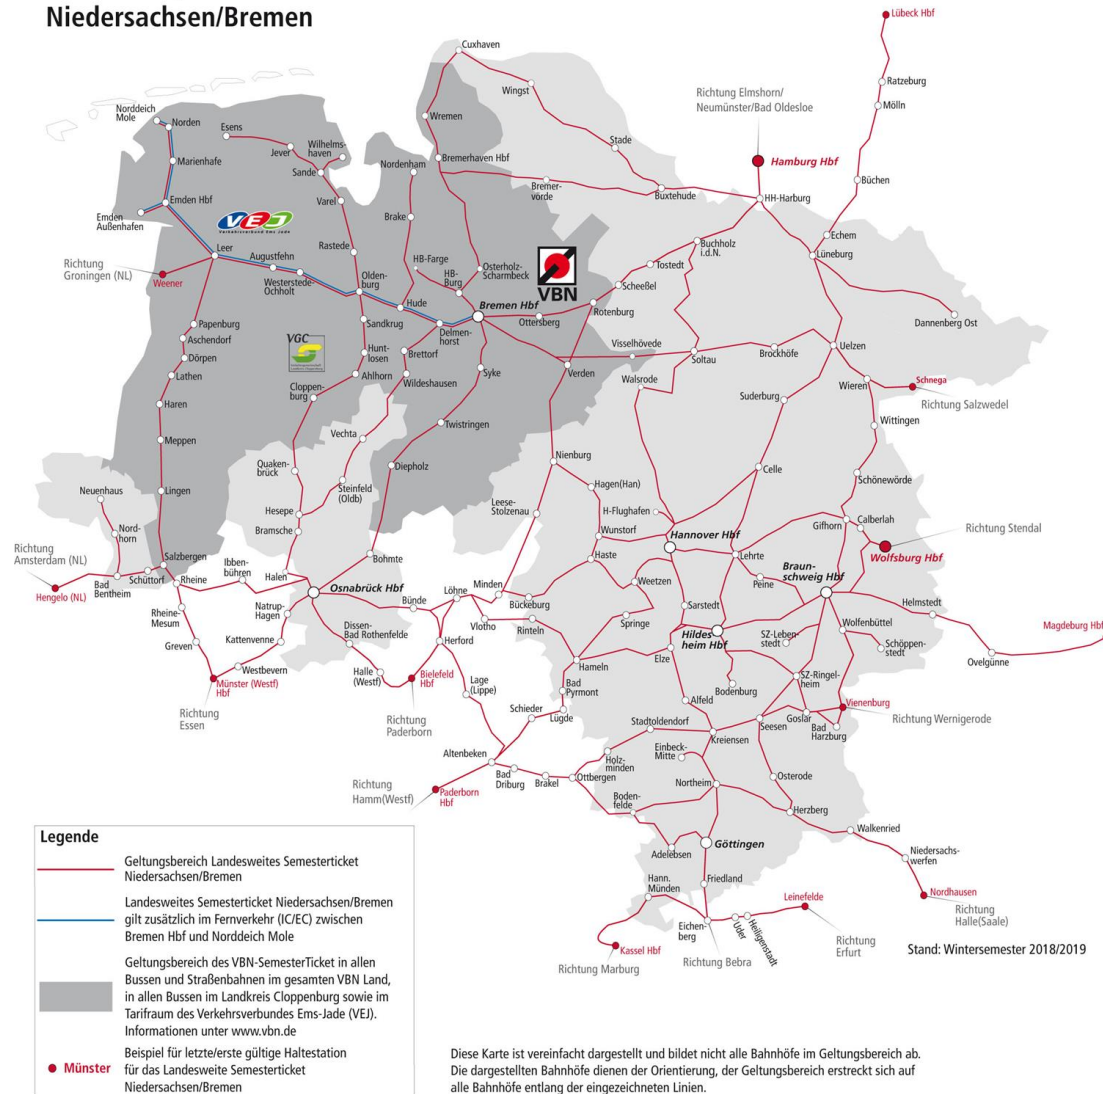 Niedersachsen/Bremen
Lübeck Hbf
Cuxhaven
Ratzeburg
Wingst
Richtung Elmshorn/
Neumünster/Bad Oldesloe
Mölln
Norddeich
Mole
Norden
Esens
Wilhelms-
haven
Wremen
Stade
Jever
Marienhafe
Nordenham
Bremerhaven Hbf
Hamburg Hbf
Sande
Büchen
Bremer-
vörde
Buxtehude
HH-Harburg
Emden Hbf
Varel
Emden
Außenhafen
VEJ
Verkehrsverbund Ems Jade
Brake
Echem
Leer
Rastede
Buchholz
i.d.N.
Lüneburg
Richtung
Groningen (NL)
Augustfehn
HB-Farge
HB-
Burg
Osterholz-
Scharmbeck
VBN
Tostedt
Weener
Westerstede-
Ochholt
Olden-
burg
Scheeßel
Hude
Bremen Hbf
Rotenburg
Dannenberg Ost
Papenburg
Sandkrug
Delmen-
horst
Ottersberg
Aschendorf
VGC
Visselhövede
Brockhöfe
Uelzen
Dörpen
Hunt-
losen
Brettorf
Soltau
Lathen
Ahlhorn
Wildeshausen
Syke
Verden
Walsrode
Wieren
Schnega
Cloppen-
burg
Suderburg
Richtung Salzwedel
Haren
Wittingen
Twistringen
Vechta
Meppen
Nienburg
Quaken-
brück
Diepholz
Celle
Steinfeld
(Oldb)
Hagen(Han)
Schönewörde
Neuenhaus
Lingen
Leese-
Stolzenau
H-Flughafen
Hesepe
Gifhorn
Calberlah
Richtung Stendal
Nord-
horn
Bramsche
Wunstorf
Hannover Hbf
Richtung
Amsterdam (NL)
Salzbergen
Bohmte
Haste
Lehrte
Wolfsburg Hbf
Ibben-
büren
Halen
Braun-
schweig Hbf
Schüttorf
Rheine
Osnabrück Hbf
Minden
Weetzen
Peine
Hengelo (NL)
Bad
Bentheim
Bünde
Löhne
Bückeburg
Sarstedt
Helmstedt
Rheine-
Mesum
Natrup-
Hagen
Vlotho
Rinteln
Springe
Wolfenbüttel
Magdeburg Hbf
Dissen-
Bad Rothenfelde
Herford
Hildes
heim Hbf
SZ-Leben-
stedt
Schöppen-
stedt
Greven
Kattenvenne
Elze
Ovelgünne
Westbevern
Halle
(Westf)
Bielefeld
Hbf
Hameln
SZ-Ringel-
heim
Münster (Westf)
Hbf
Lage
(Lippe)
Bad
Pyrmont
Bodenburg
Alfeld
Vienenburg
Richtung
Essen
Richtung
Paderborn
Schieder
Lügde
Stadtoldendorf
Seesen
Goslar
Bad
Harzburg
Richtung Wernigerode
Kreiensen
Altenbeken
Einbeck-
Mitte
Holz-
minden
Richtung
Hamm(Westf)
Paderborn
Hbf
Bad
Driburg
Brakel
Ottbergen
Northeim
Osterode
Boden-
felde
Herzberg
Walkenried
Adelebsen
Göttingen
Niedersachs-
werfen
Hann.
Münden
Friedland
Leinefelde
Nordhausen
Richtung
Halle(Saale)
Eichen-
berg
Uder
Heiligenstadt
Richtung
Erfurt
Kassel Hbf
Richtung Marburg
Richtung Bebra
Stand: Wintersemester 2018/2019
Legende
Geltungsbereich Landesweites Semesterticket
Niedersachsen/Bremen
Landesweites Semesterticket Niedersachsen/Bremen
gilt zusätzlich im Fernverkehr (IC/EC) zwischen
Bremen Hbf und Norddeich Mole
Geltungsbereich des VBN-SemesterTicket in allen
Bussen und Straßenbahnen im gesamten VBN Land,
in allen Bussen im Landkreis Cloppenburg sowie im
Tarifraum des Verkehrsverbundes Ems-Jade (VEJ).
Informationen unter www.vbn.de
Münster
Beispiel für letzte/erste gültige Haltestation
für das Landesweite Semesterticket
Niedersachsen/Bremen
Diese Karte ist vereinfacht dargestellt und bildet nicht alle Bahnhöfe im Geltungsbereich ab.
Die dargestellten Bahnhöfe dienen der Orientierung, der Geltungsbereich erstreckt sich auf
alle Bahnhöfe entlang der eingezeichneten Linien.